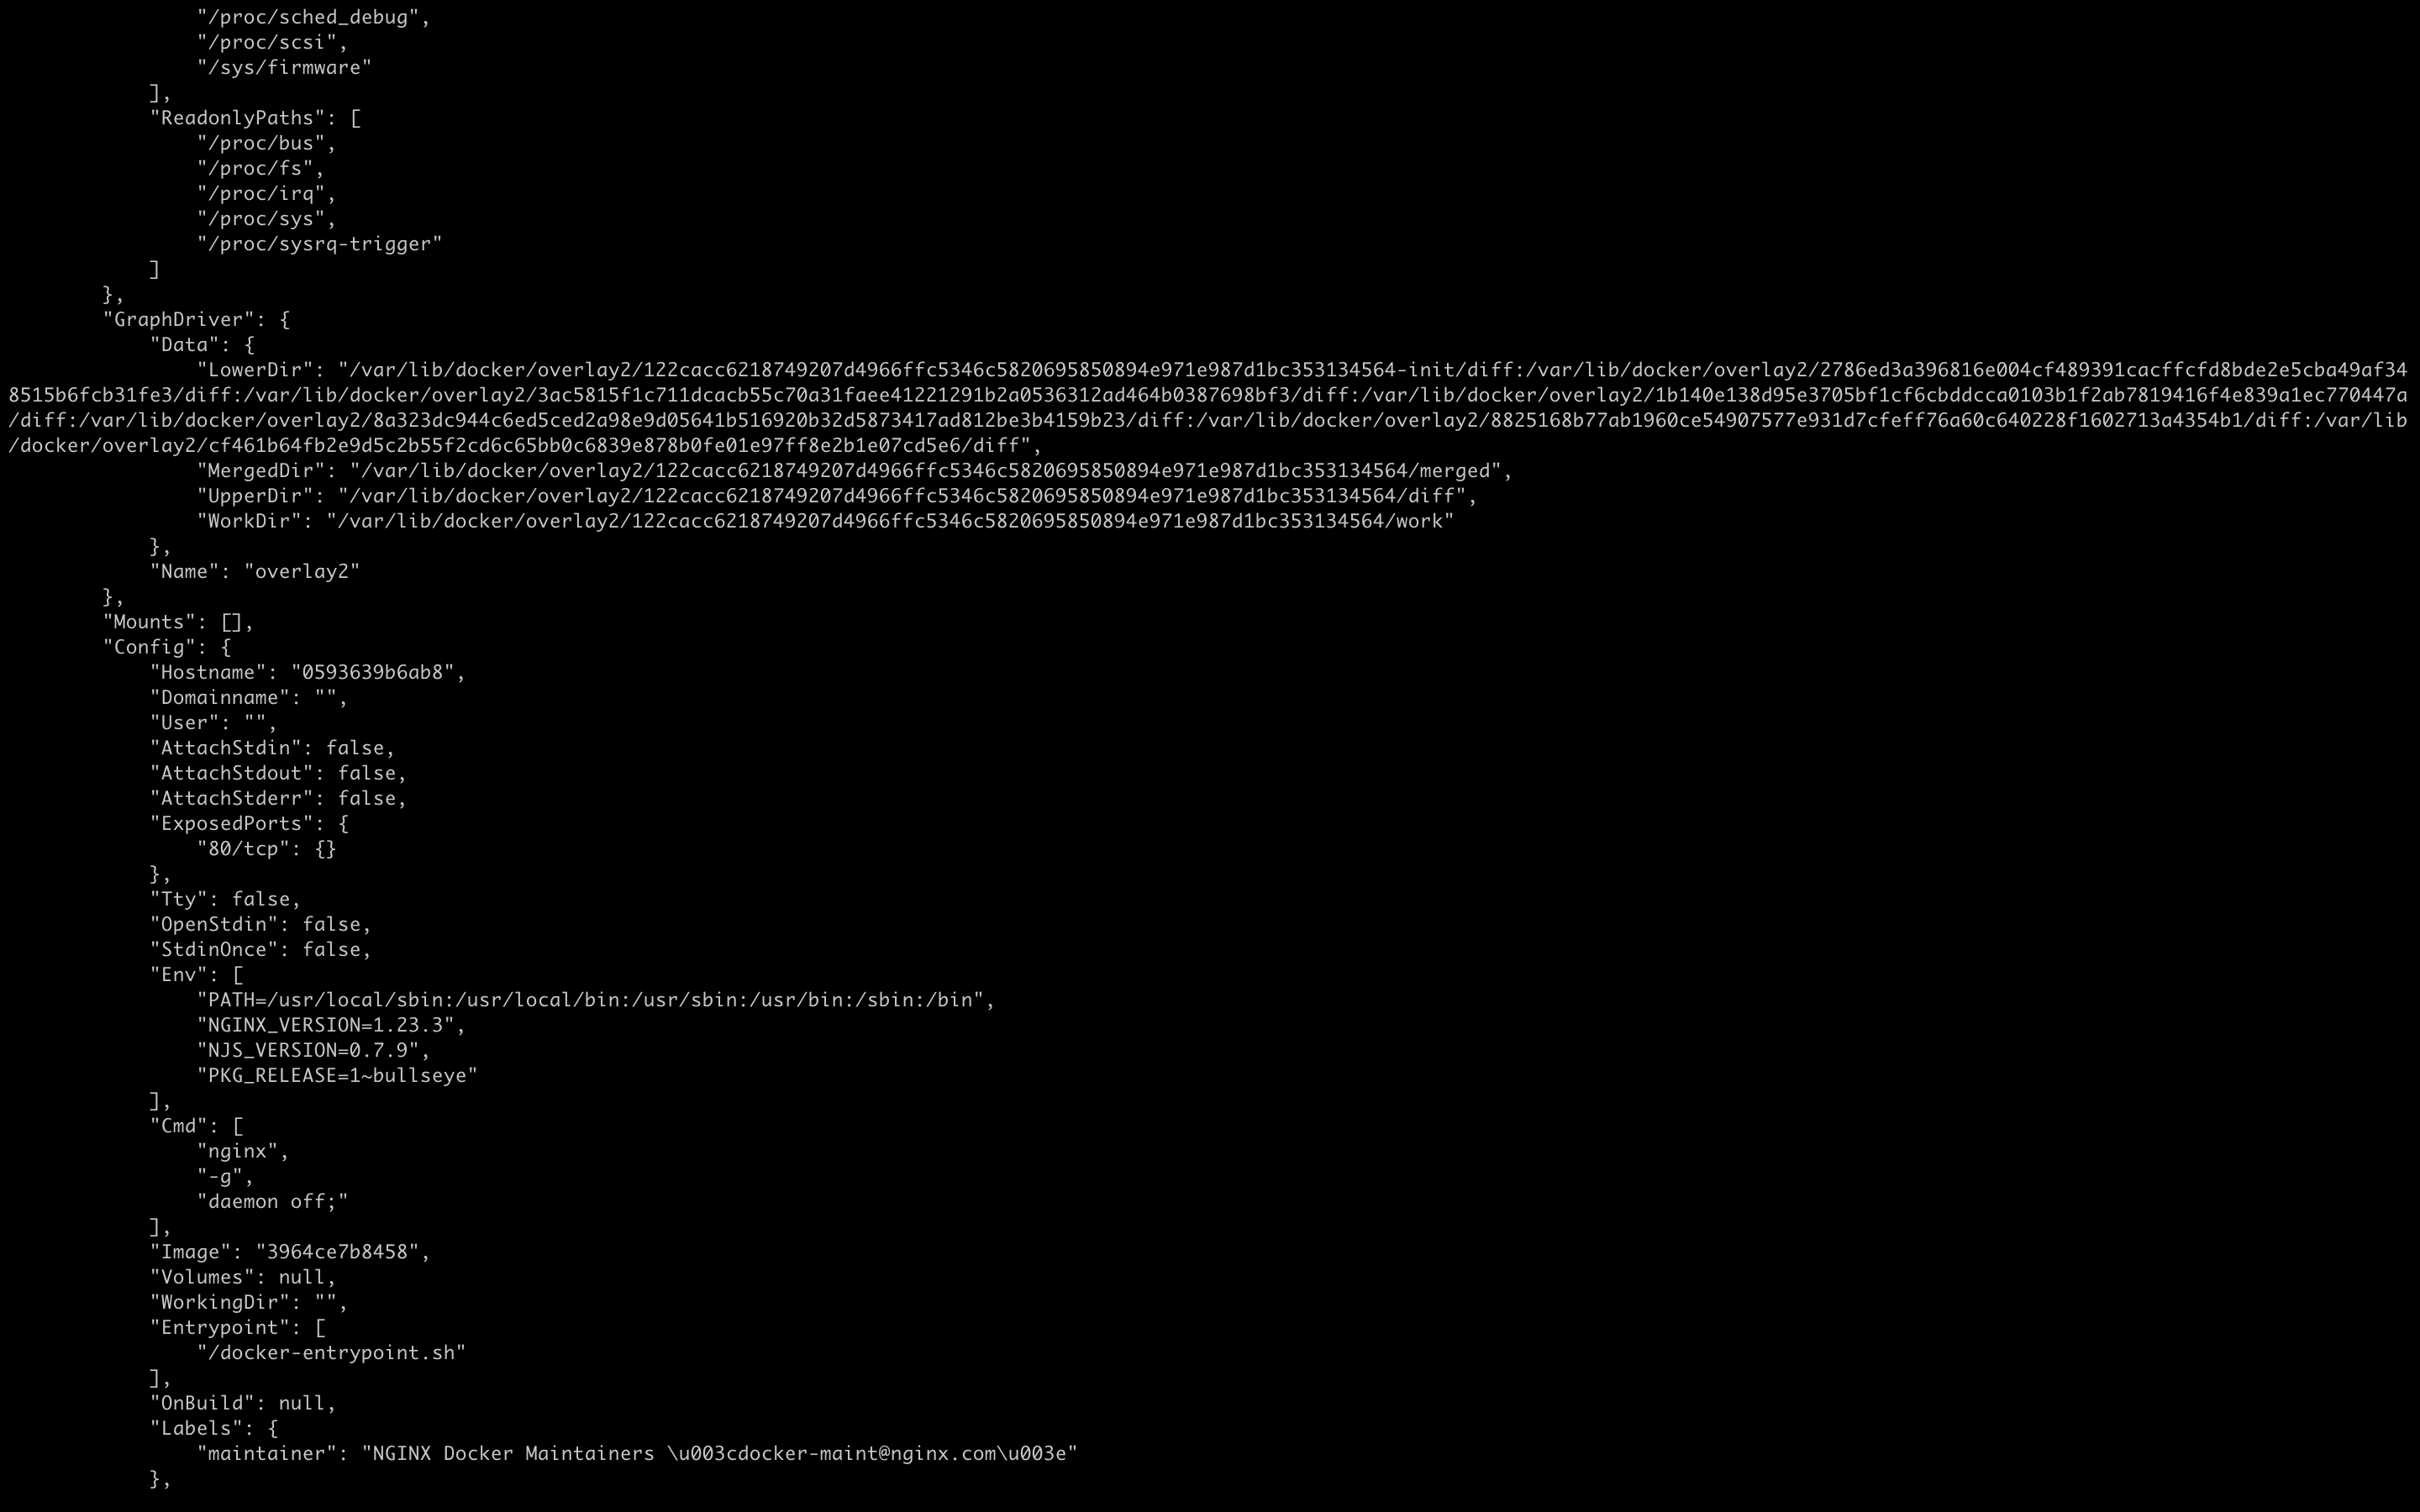 "/proc/sched_debug",
                "/proc/scsi",
                "/sys/firmware"
            ],
            "ReadonlyPaths": [
                "/proc/bus",
                "/proc/fs",
                "/proc/irq",
                "/proc/sys",
                "/proc/sysrq-trigger"
            ]
        },
        "GraphDriver": {
            "Data": {
                "LowerDir": "/var/lib/docker/overlay2/122cacc6218749207d4966ffc5346c5820695850894e971e987d1bc353134564-init/diff:/var/lib/docker/overlay2/2786ed3a396816e004cf489391cacffcfd8bde2e5cba49af34
8515b6fcb31fe3/diff:/var/lib/docker/overlay2/3ac5815f1c711dcacb55c70a31faee41221291b2a0536312ad464b0387698bf3/diff:/var/lib/docker/overlay2/1b140e138d95e3705bf1cf6cbddcca0103b1f2ab7819416f4e839a1ec770447a
/diff:/var/lib/docker/overlay2/8a323dc944c6ed5ced2a98e9d05641b516920b32d5873417ad812be3b4159b23/diff:/var/lib/docker/overlay2/8825168b77ab1960ce54907577e931d7cfeff76a60c640228f1602713a4354b1/diff:/var/lib
/docker/overlay2/cf461b64fb2e9d5c2b55f2cd6c65bb0c6839e878b0fe01e97ff8e2b1e07cd5e6/diff",
                "MergedDir": "/var/lib/docker/overlay2/122cacc6218749207d4966ffc5346c5820695850894e971e987d1bc353134564/merged",
                "UpperDir": "/var/lib/docker/overlay2/122cacc6218749207d4966ffc5346c5820695850894e971e987d1bc353134564/diff",
                "WorkDir": "/var/lib/docker/overlay2/122cacc6218749207d4966ffc5346c5820695850894e971e987d1bc353134564/work"
            },
            "Name": "overlay2"
        },
        "Mounts": [],
        "Config": {
            "Hostname": "0593639b6ab8",
            "Domainname": "",
            "User": "",
            "AttachStdin": false,
            "AttachStdout": false,
            "AttachStderr": false,
            "ExposedPorts": {
                "80/tcp": {}
            },
            "Tty": false,
            "OpenStdin": false,
            "StdinOnce": false,
            "Env": [
                "PATH=/usr/local/sbin:/usr/local/bin:/usr/sbin:/usr/bin:/sbin:/bin",
                "NGINX_VERSION=1.23.3",
                "NJS_VERSION=0.7.9",
                "PKG_RELEASE=1~bullseye"
            ],
            "Cmd": [
                "nginx",
                "-g",
                "daemon off;"
            ],
            "Image": "3964ce7b8458",
            "Volumes": null,
            "WorkingDir": "",
            "Entrypoint": [
                "/docker-entrypoint.sh"
            ],
            "OnBuild": null,
            "Labels": {
                "maintainer": "NGINX Docker Maintainers \u003cdocker-maint@nginx.com\u003e"
            },